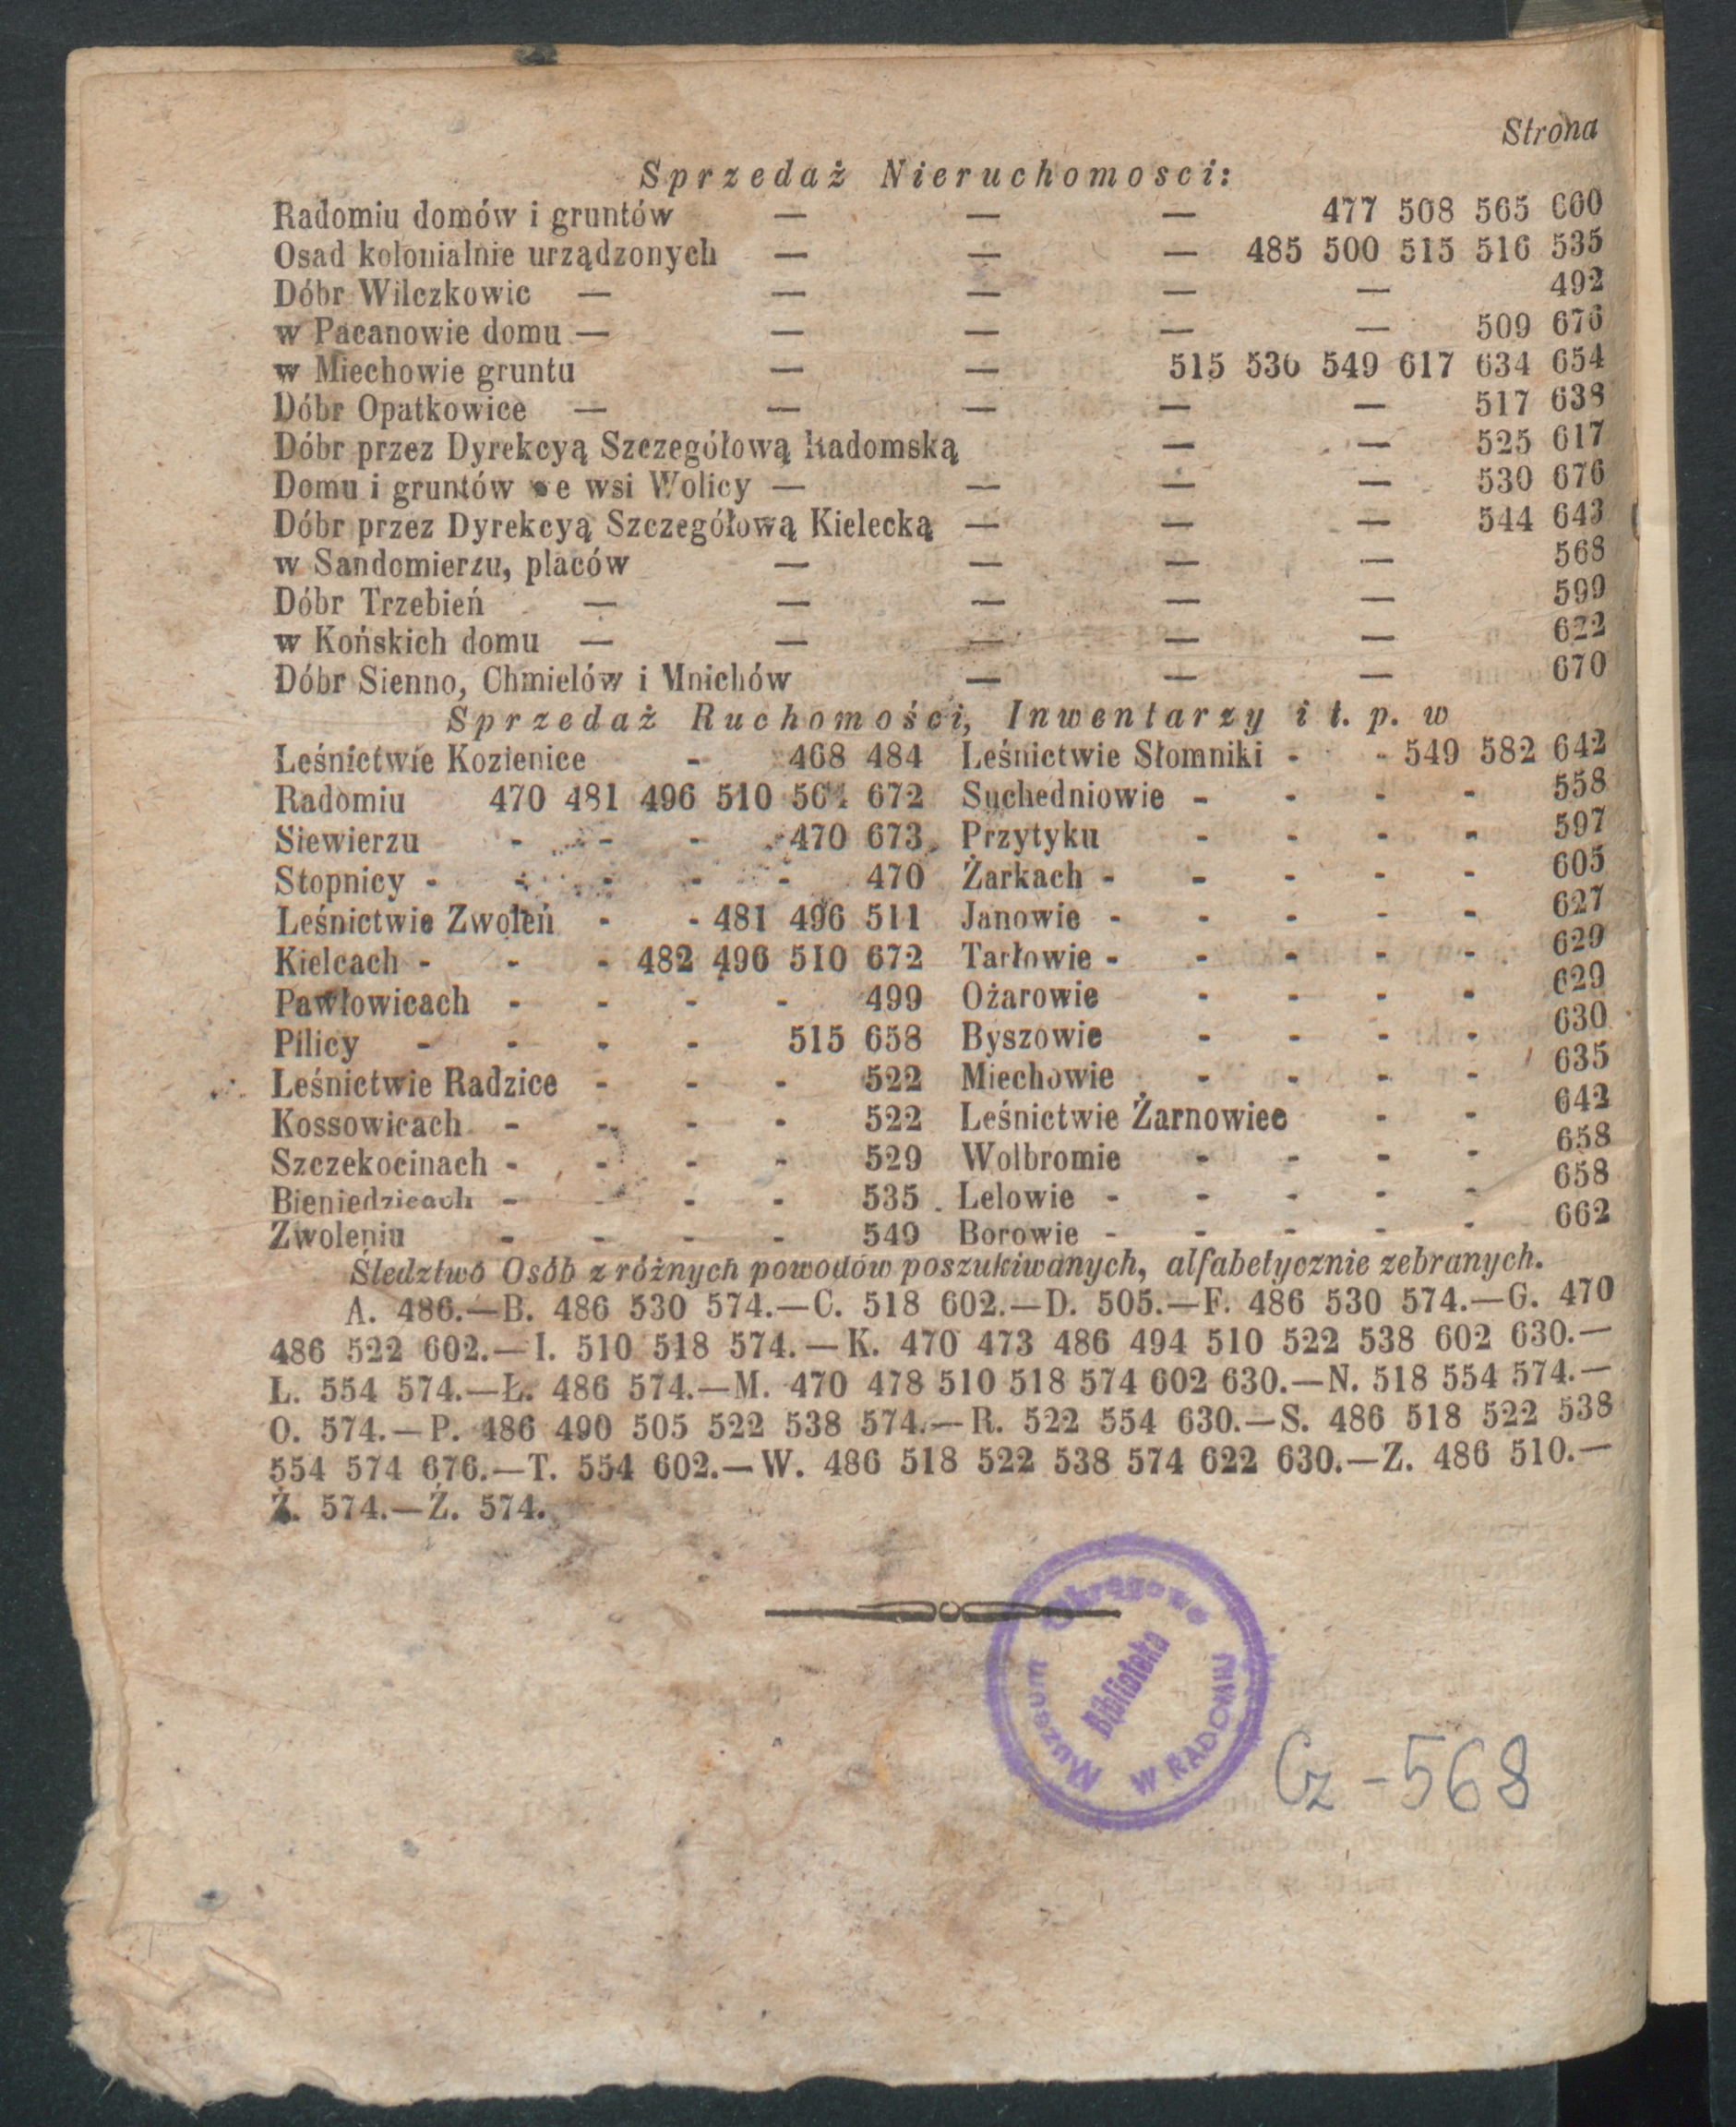 Strona
Sprzedaż Nieruchomosci:
Radomiu domów i gruntów — — — 477 508 565 660
Osad kolonialnie urządzonych — — — 485 500 515 516 535
Dóbr Wilczkowic — — — — — 492
w Pacanowie domu — — — — — 509 676
w Miechowie gruntu — — 515 536 549 617 634 654
Dóbr Opatkowice — — — — — 517 638
Dóbr przez Dyrekcyą Szczegółową Radomską — — 525 617
Domu i gruntów we wsi Wolicy — — — — 530 676
Dóbr przez Dyrekcyą Szczegółową Kielecką — — — 544 643
w Sandomierzu, placów — — — — 568
Dóbr Trzebień — — — — — 599
w Końskich domu — — — — — 622
Dóbr Sienno, Chmielów i Mnichów — — — 670
Sprzedaż Ruchomości, Inwentarzy i t. p. w
Leśnictwie Kozienice - 468 484 Leśnictwie Słomniki - - 549 582 642
Radomiu 470 481 496 510 564 672 Suchedniowie - - - - 558
Siewierzu - - - - 470 673 Przytyku - - - - 597
Stopnicy - - - - - 470 Żarkach - - - - - 605
Leśnictwie Zwoleń - - 481 496 511 Janowie - - - - - 627
Kielcach - - - 482 496 510 672 Tarłowie - - - - - 629
Pawłowicach - - - - 499 Ożarowie - - - - 629
Pilicy - - - - 515 658 Byszowie - - - - 630
Leśnictwie Radzice - - - 522 Miechowie - - - - 635
Kossowicach - - - - 522 Leśnictwie Żarnowiec - - 642
Szczekocinach - - - - 529 Wolbromie - - - - 658
Bieniedzicach - - - - 535 Lelowie - - - - - 658
Zwoleniu - - - - 549 Borowie - - - - - 662
Śledztwo Osób z różnych powodów poszukiwanych, alfabetycznie zebranych.
A. 486.—B. 486 530 574.—C. 518 602.—D. 505.—F. 486 530 574.—G. 470
486 522 602.—I. 510 518 574.—K. 470 473 486 494 510 522 538 602 630.—
L. 554 574.—Ł. 486 574.—M. 470 478 510 518 574 602 630.—N. 518 554 574.—
O. 574.—P. 486 490 505 522 538 574.—R. 522 554 630.—S. 486 518 522 538
554 574 676.—T. 554 602.—W. 486 518 522 538 574 622 630.—Z. 486 510.—
Ż. 574.—Ź. 574.
Muzeum Okręgowe
Biblioteka
W RADOMIU
Cz-568